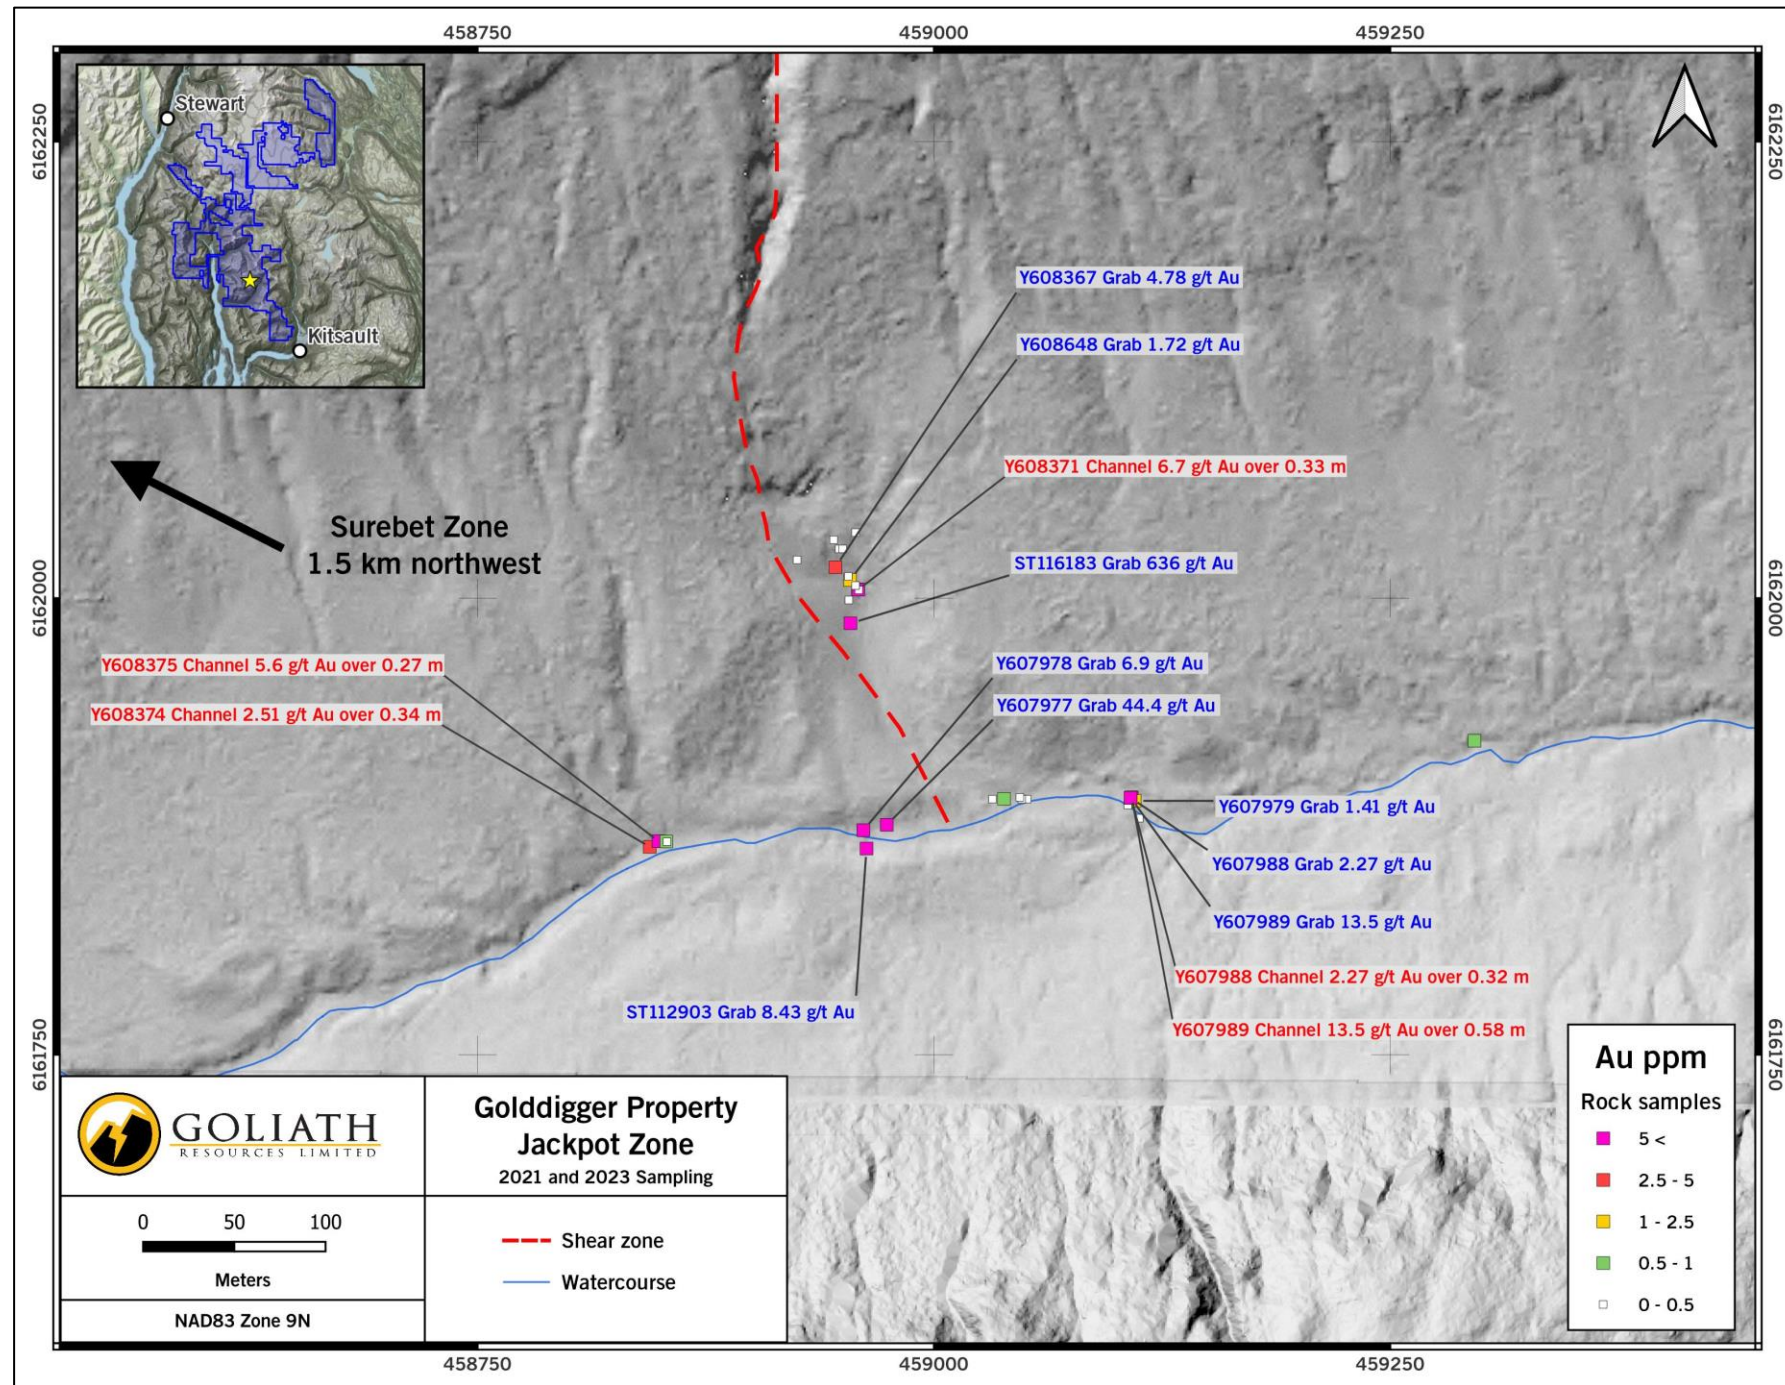 458750
459000
459250
6162250
6162250
Stewart
Kitsault
Y608367 Grab 4.78 g/t Au
Y608648 Grab 1.72 g/t Au
Y608371 Channel 6.7 g/t Au over 0.33 m
Surebet Zone
1.5 km northwest
ST116183 Grab 636 g/t Au
6162000
6162000
Y608375 Channel 5.6 g/t Au over 0.27 m
Y607978 Grab 6.9 g/t Au
Y608374 Channel 2.51 g/t Au over 0.34 m
Y607977 Grab 44.4 g/t Au
Y607979 Grab 1.41 g/t Au
Y607988 Grab 2.27 g/t Au
Y607989 Grab 13.5 g/t Au
Y607988 Channel 2.27 g/t Au over 0.32 m
ST112903 Grab 8.43 g/t Au
Y607989 Channel 13.5 g/t Au over 0.58 m
6161750
6161750
GOLIATH
RESOURCES LIMITED
0 50 100
Meters
NAD83 Zone 9N
Golddigger Property
Jackpot Zone
2021 and 2023 Sampling
Shear zone
Watercourse
Au ppm
Rock samples
5 <
2.5 - 5
1 - 2.5
0.5 - 1
0 - 0.5
458750
459000
459250